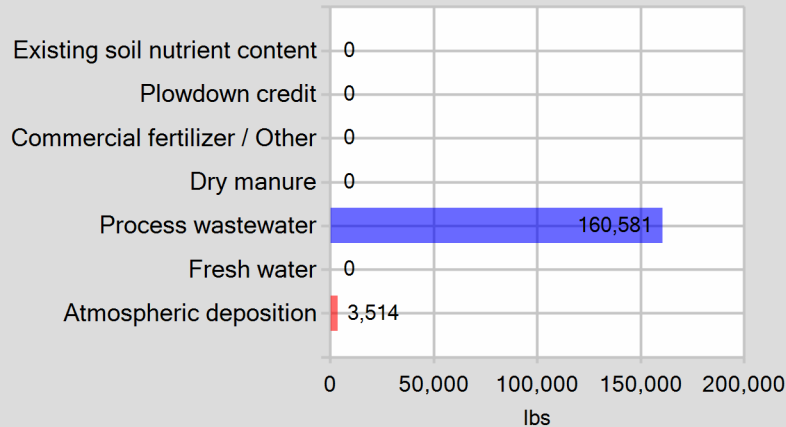 Existing soil nutrient content 0
Plowdown credit 0
Commercial fertilizer / Other 0
Dry manure 0
Process wastewater 160,581
Fresh water 0
Atmospheric deposition 3,514
0 50,000 100,000 150,000 200,000
lbs